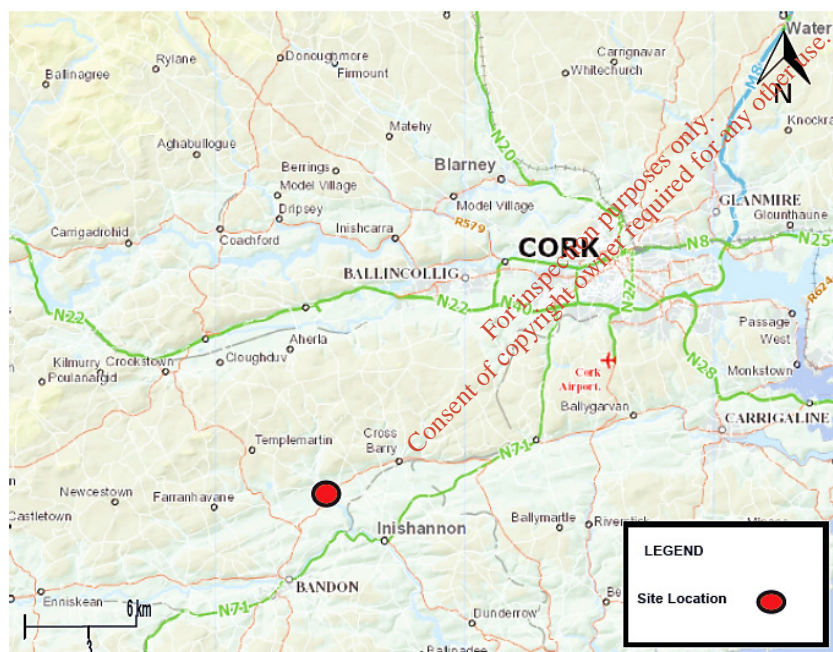 Water
Ballinagree
Rylane
Donoughmore
Firmount
Carrignavar
Whitechurch
M8
N
Knockra
Aghabullogue
Matehy
N20
Berrings
Blarney
Model Village
Model Village
Dripsey
R579
GLANMIRE
Glounthaune
Carrigadrohid
Coachford
Inishcarra
CORK
N8
N25
BALLINCOLLIG
R624
N22
N22
N40
N27
Passage
West
Kilmurry
Crookstown
Cloughduv
Aherla
Poulanargid
Cork
Airport.
N28
Monkstown
Ballygarvan
CARRIGALINE
Templemartin
Cross
Barry
N71
Newcestown
Farranhavane
Castletown
Inishannon
Ballymartle
Riverstick
BANDON
Enniskean
N71
6 km
3
Dunderrow
Ballinadee
Be
LEGEND
Site Location
For inspection purposes only.
Consent of copyright owner required for any other use.